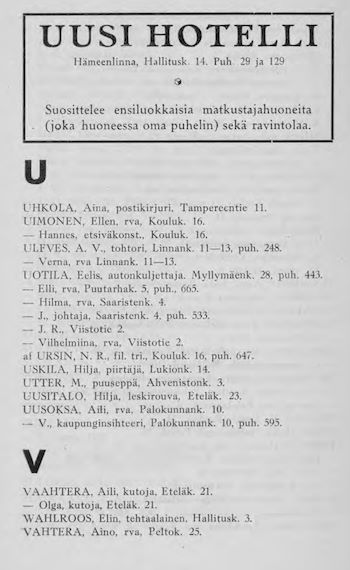 UUSI HOTELLI
Hämeenlinna, Hallitusk. 14. Puh. 29 ja 129
Suosittelee ensiluokkaisia matkustajahuoneita
(joka huoneessa oma puhelin) sekä ravintolaa.
U
UHKOLA, Aina, postikirjuri, Tampereentie 11.
UIMONEN, Ellen, rva, Kouluk. 16.
— Hannes, etsiväkonst., Kouluk. 16.
ULFVES, A. V., tohtori, Linnank. 11—13, puh. 248.
— Verna, rva Linnank. 11—13.
UOTILA, Eelis, autonkuljettaja. Myllymäenk. 28, puh. 443.
— Elli, rva, Puutarhak. 5, puh., 665.
— Hilma, rva, Saaristenk. 4.
— J., johtaja, Saaristenk. 4. puh. 533.
— J. R., Viistotie 2.
— Vilhelmiina, rva, Viistotie 2.
af URSIN, N. R., fil. tri., Kouluk. 16, puh. 647.
USKILA, Hilja, piirtäjä, Lukionk. 14.
UTTER, M., puuseppä, Ahvenistonk. 3.
UUSITALO, Hilja, leskirouva, Eteläk. 23.
UUSOKSA, Aili, rva, Palokunnank. 10.
— V., kaupunginsihteeri, Palokunnank. 10, puh. 595.
V
VAAHTERA, Aili, kutoja, Eteläk. 21.
— Olga, kutoja, Eteläk. 21.
WAHLROOS, Elin, tehtaalainen. Hallitusk. 3.
VAHTERA, Aino, rva, Peltok. 25.